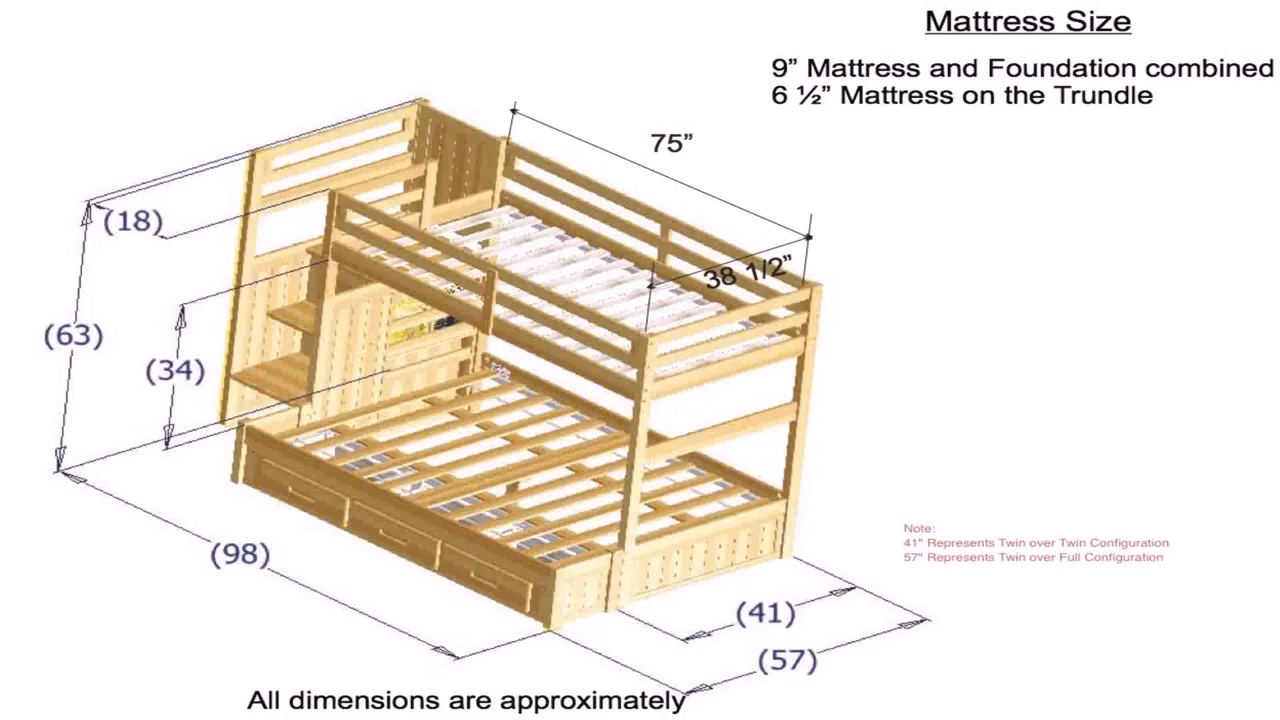 Mattress Size
9” Mattress and Foundation combined
6 ½” Mattress on the Trundle
75”
(18)
38 1/2”
(63)
(34)
Note:
41" Represents Twin over Twin Configuration
57" Represents Twin over Full Configuration
(98)
(41)
(57)
All dimensions are approximately